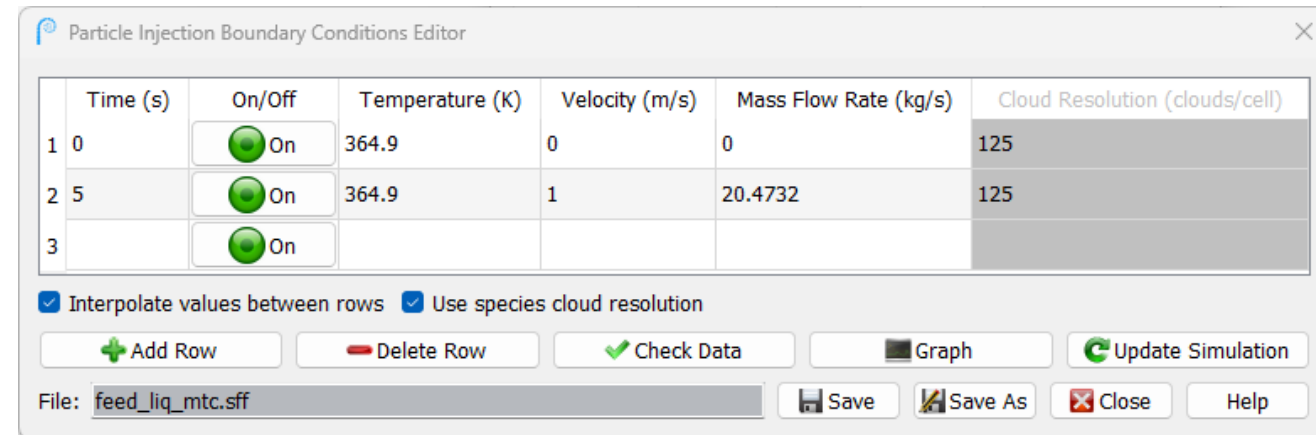 Particle Injection Boundary Conditions Editor
Time (s) On/Off Temperature (K) Velocity (m/s) Mass Flow Rate (kg/s) Cloud Resolution (clouds/cell)
1 0 On 364.9 0 0 125
2 5 On 364.9 1 20.4732 125
3 On
Interpolate values between rows Use species cloud resolution
Add Row Delete Row Check Data Graph Update Simulation
File: feed_liq_mtc.sff Save Save As Close Help